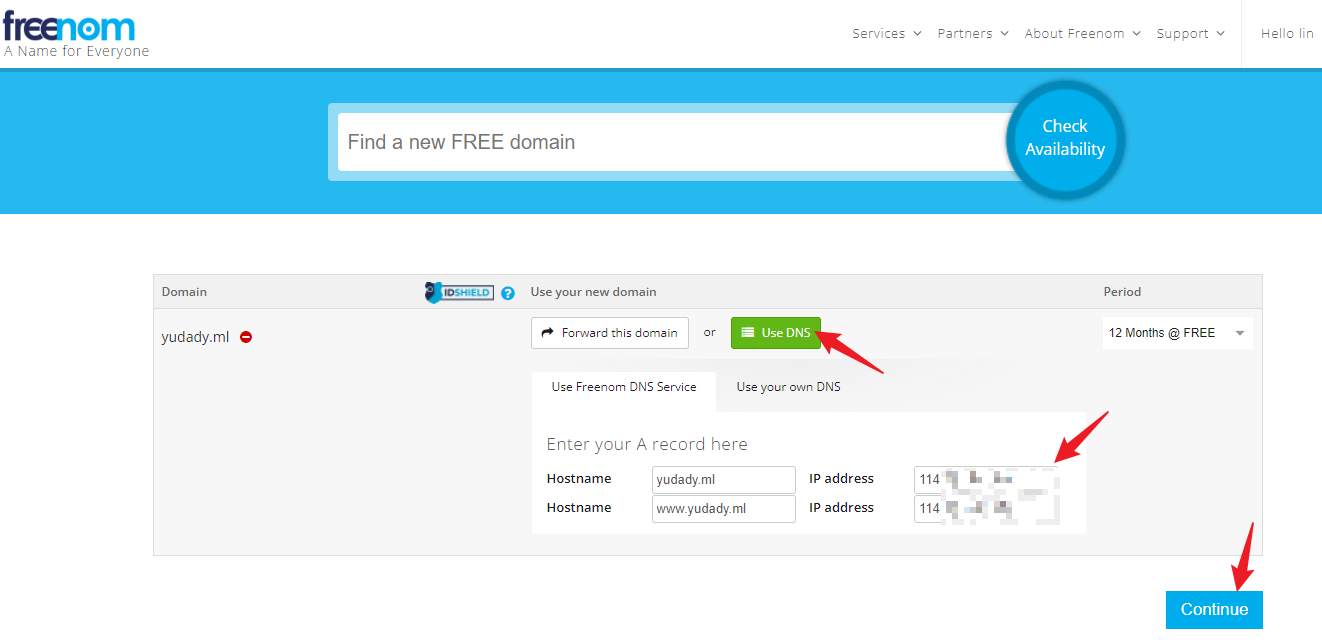 freenom
A Name for Everyone
Services Partners About Freenom Support Hello lin
Find a new FREE domain
Check
Availability
Domain IDSHIELD ? Use your new domain Period
yudady.ml Forward this domain or Use DNS 12 Months @ FREE
Use Freenom DNS Service Use your own DNS
Enter your A record here
Hostname yudady.ml IP address 114
Hostname www.yudady.ml IP address 114
Continue